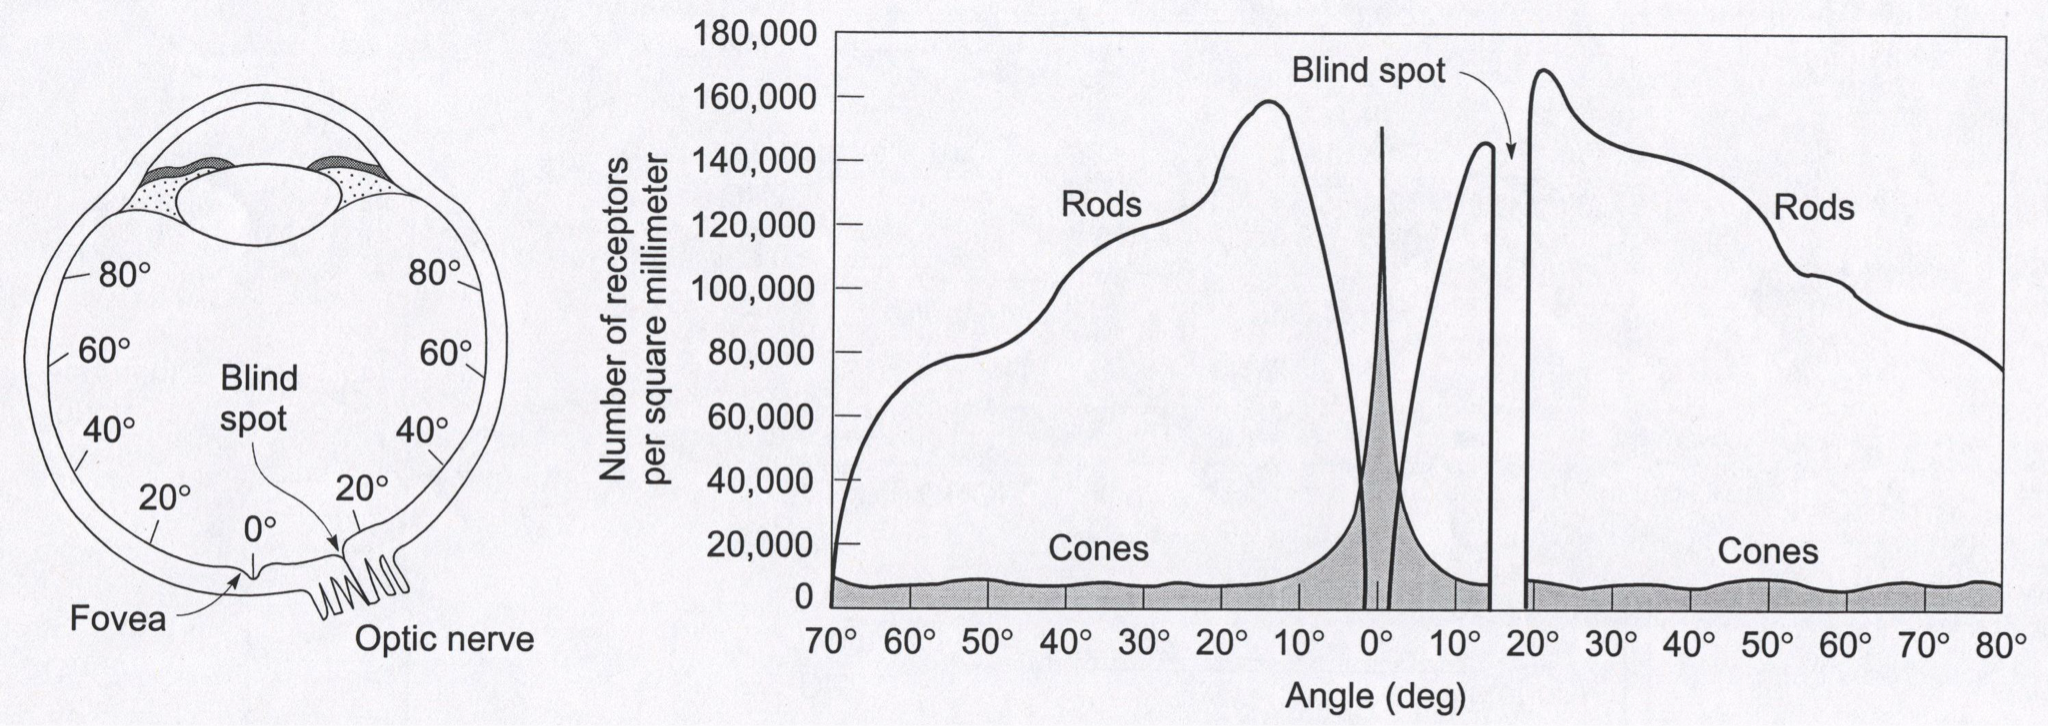 80°
80°
60°
60°
Blind
spot
40°
40°
20°
20°
0°
Fovea
Optic nerve
Number of receptors
per square millimeter
180,000
160,000
140,000
120,000
100,000
80,000
60,000
40,000
20,000
0
Blind spot
Rods
Rods
Cones
Cones
70° 60° 50° 40° 30° 20° 10° 0° 10° 20° 30° 40° 50° 60° 70° 80°
Angle (deg)